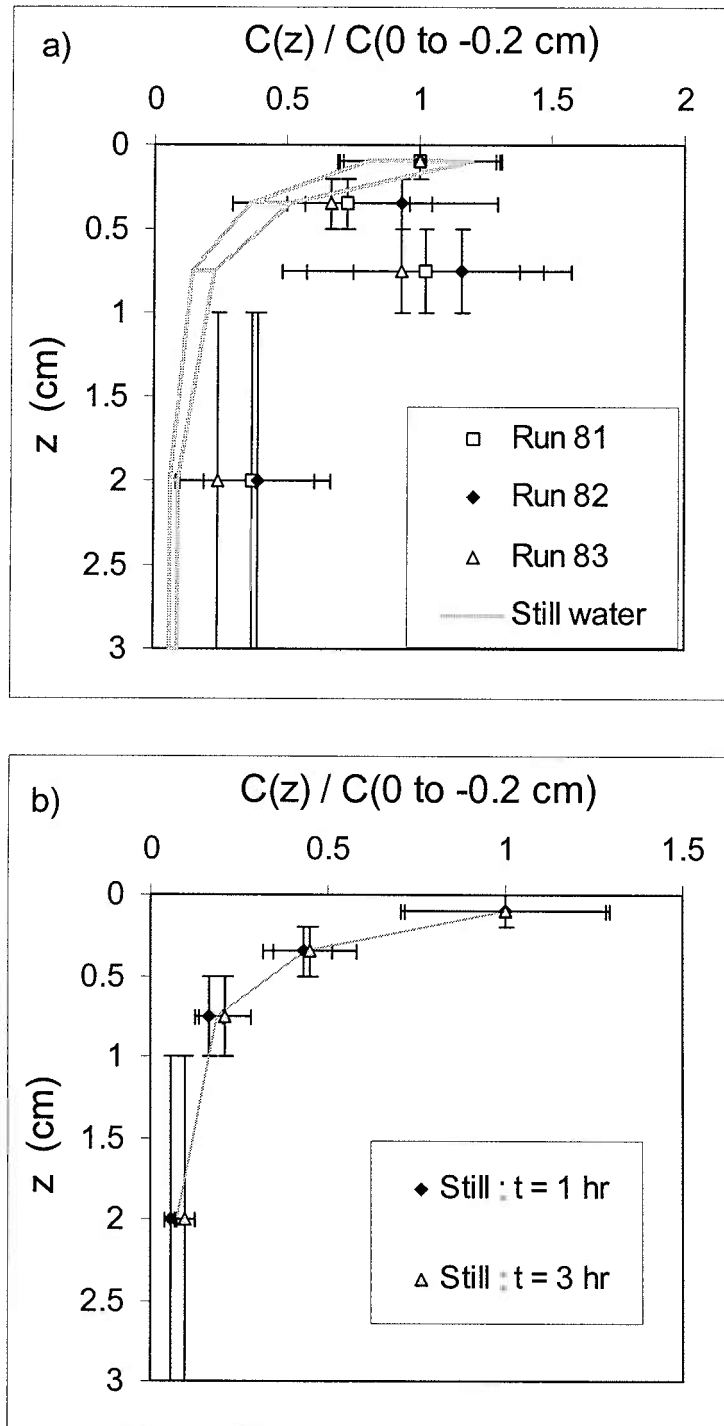 a)
C(z) / C(0 to -0.2 cm)
0 0.5 1 1.5 2
0
0.5
1
1.5
2
2.5
3
z (cm)
Run 81
Run 82
Run 83
Still water
b)
C(z) / C(0 to -0.2 cm)
0 0.5 1 1.5
0
0.5
1
1.5
2
2.5
3
z (cm)
Still : t = 1 hr
Still : t = 3 hr